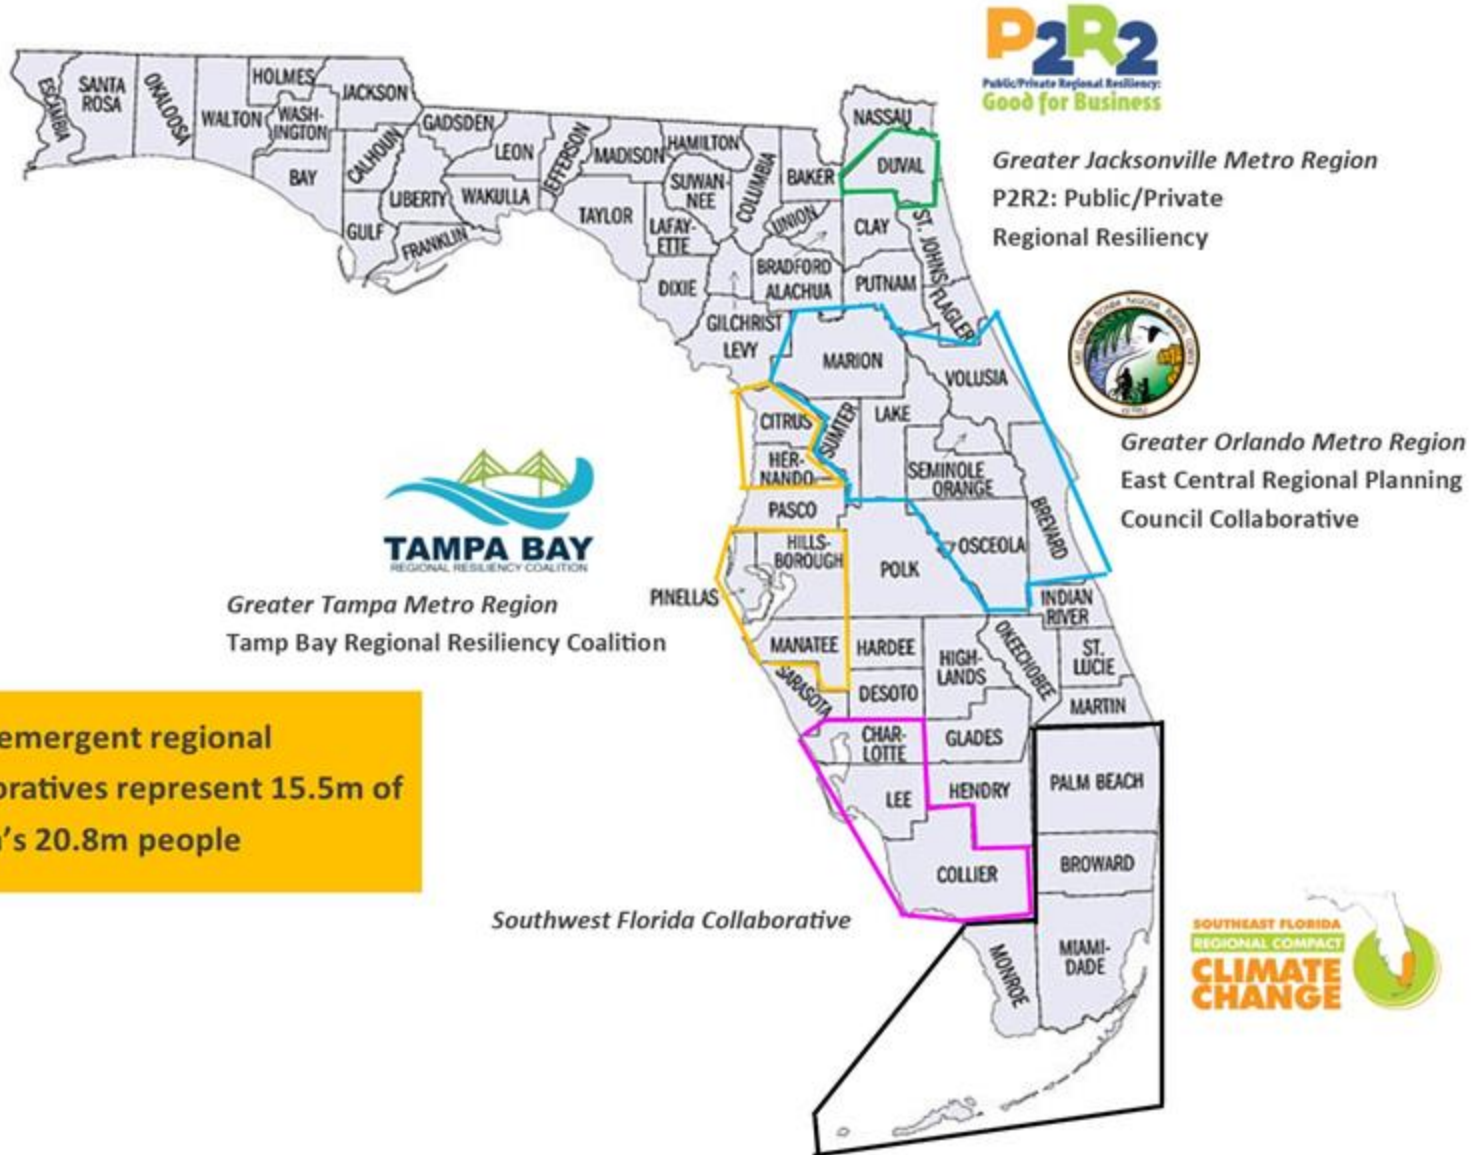 P2R2
Public/Private Regional Resiliency:
Good for Business
Greater Jacksonville Metro Region
P2R2: Public/Private
Regional Resiliency
ESCAMBIA
SANTA
ROSA
OKALOOSA
WALTON
HOLMES
WASH-
INGTON
JACKSON
BAY
CALHOUN
GULF
GADSDEN
LIBERTY
FRANKLIN
LEON
WAKULLA
JEFFERSON
MADISON
TAYLOR
HAMILTON
SUWAN-
NEE
LAFAY-
ETTE
DIXIE
COLUMBIA
BAKER
UNION
BRADFORD
ALACHUA
GILCHRIST
LEVY
NASSAU
DUVAL
CLAY
ST. JOHNS
PUTNAM
FLAGLER
MARION
VOLUSIA
CITRUS
SUMTER
LAKE
HER-
NANDO
SEMINOLE
ORANGE
BREVARD
PASCO
OSCEOLA
HILLS-
BOROUGH
POLK
PINELLAS
INDIAN
RIVER
MANATEE
HARDEE
HIGH-
LANDS
OKEECHOBEE
ST.
LUCIE
SARASOTA
DESOTO
MARTIN
CHAR-
LOTTE
GLADES
LEE
HENDRY
PALM BEACH
COLLIER
BROWARD
MONROE
MIAMI-
DADE
Greater Orlando Metro Region
East Central Regional Planning
Council Collaborative
TAMPA BAY
REGIONAL RESILIENCY COALITION
Greater Tampa Metro Region
Tamp Bay Regional Resiliency Coalition
emergent regional
oratives represent 15.5m of
's 20.8m people
Southwest Florida Collaborative
SOUTHEAST FLORIDA
REGIONAL COMPACT
CLIMATE
CHANGE